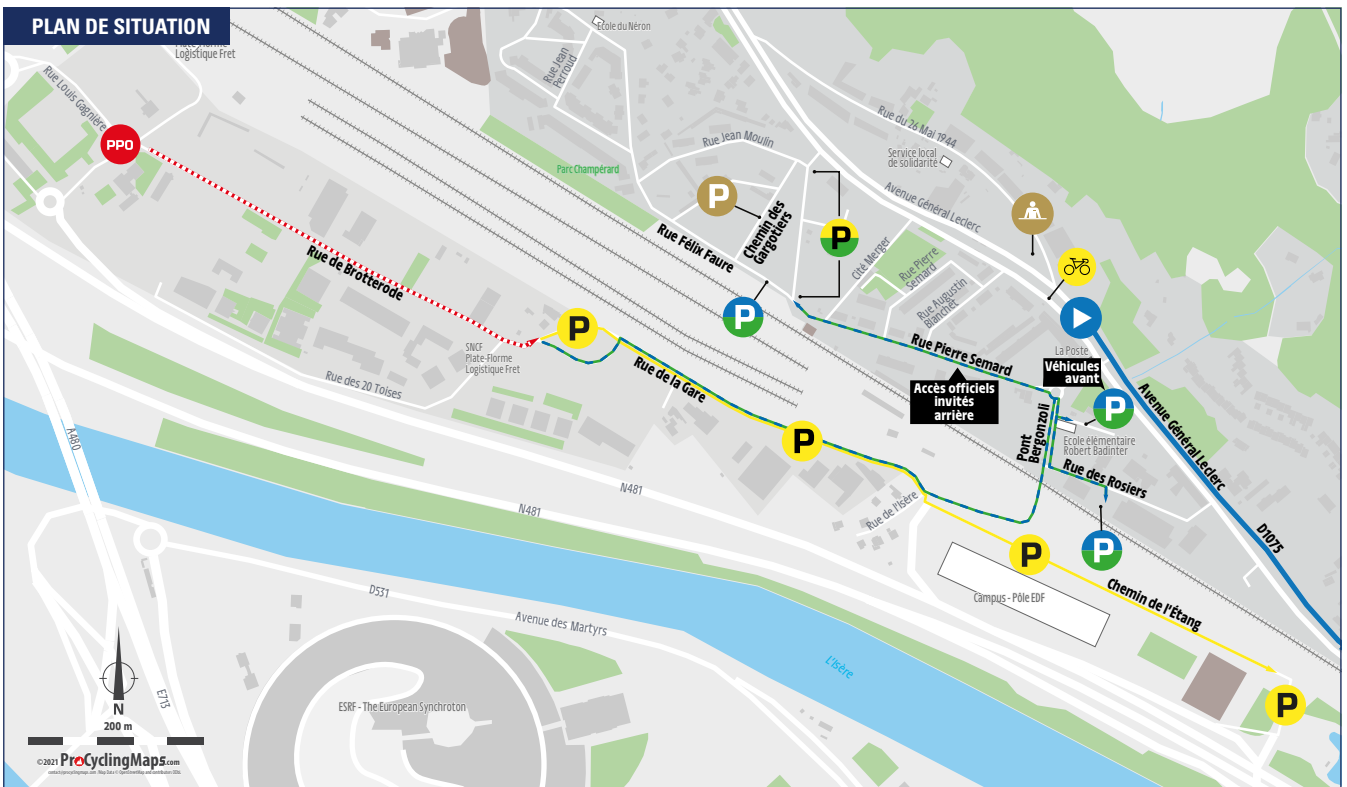 PLAN DE SITUATION
Logistique Fret
Ecole du Néron
Rue Louis Gagnière
Rue Jean
Perroud
PPO
Rue du 26 Mai 1944
Rue Jean Moulin
Service local
de solidarité
Parc Champérard
Avenue Général Leclerc
P
Chemin des
Gargotiers
P
Rue Félix Faure
Cité Merger
Rue Pierre
Semard
Rue de Brotterode
Rue Augustin
Blanchet
P
P
SNCF
Plate-Florme
Logistique Fret
Rue Pierre Semard
La Poste
Véhicules
avant
Rue de la Gare
Rue des 20 Toises
Accès officiels
invités
arrière
P
Avenue Général Leclerc
Pont
Bergonzoli
Ecole élémentaire
Robert Badinter
A480
P
Rue des Rosiers
N481
N481
Rue de l'Isère
D1075
P
P
Campus - Pôle EDF
Chemin de l'Étang
D531
Avenue des Martyrs
L'Isère
E713
ESRF - The European Synchroton
P
N
200 m
©2021 ProCyclingMaps.com